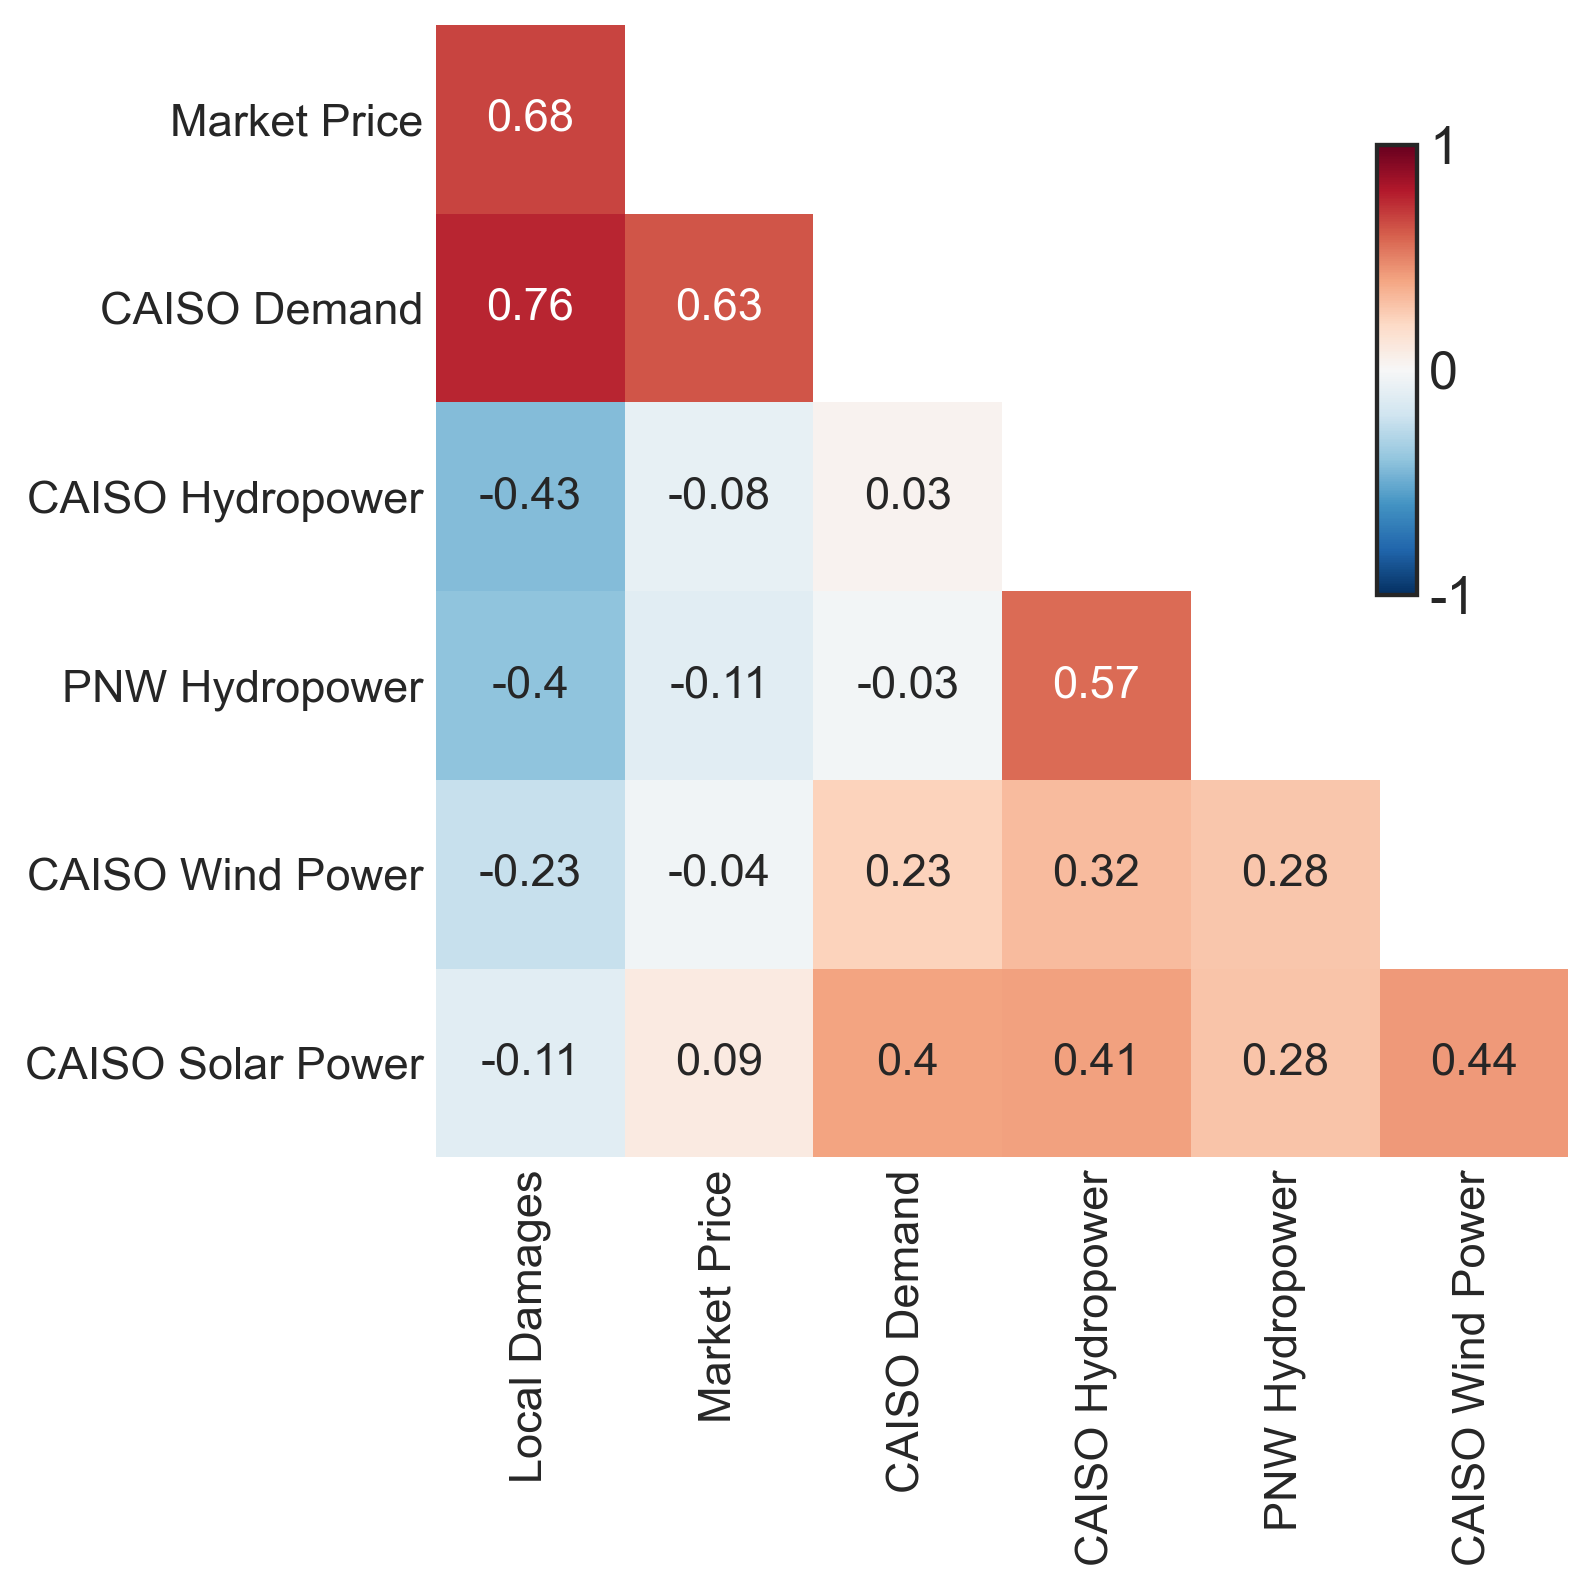 Market Price 0.68
CAISO Demand 0.76 0.63
CAISO Hydropower -0.43 -0.08 0.03
PNW Hydropower -0.4 -0.11 -0.03 0.57
CAISO Wind Power -0.23 -0.04 0.23 0.32 0.28
CAISO Solar Power -0.11 0.09 0.4 0.41 0.28 0.44
Local Damages
Market Price
CAISO Demand
CAISO Hydropower
PNW Hydropower
CAISO Wind Power
1
0
-1